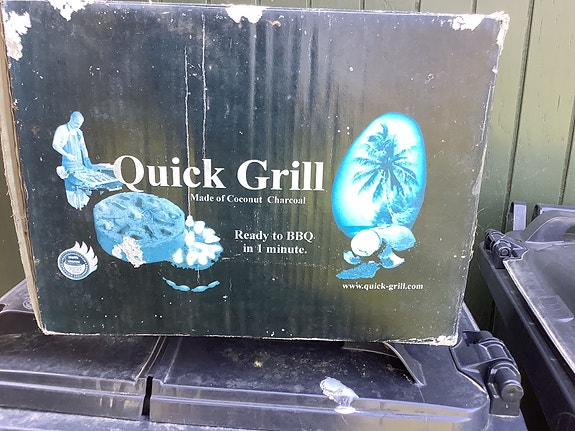 Quick Grill
Made of Coconut Charcoal
Ready to BBQ
in 1 minute.
www.quick-grill.com